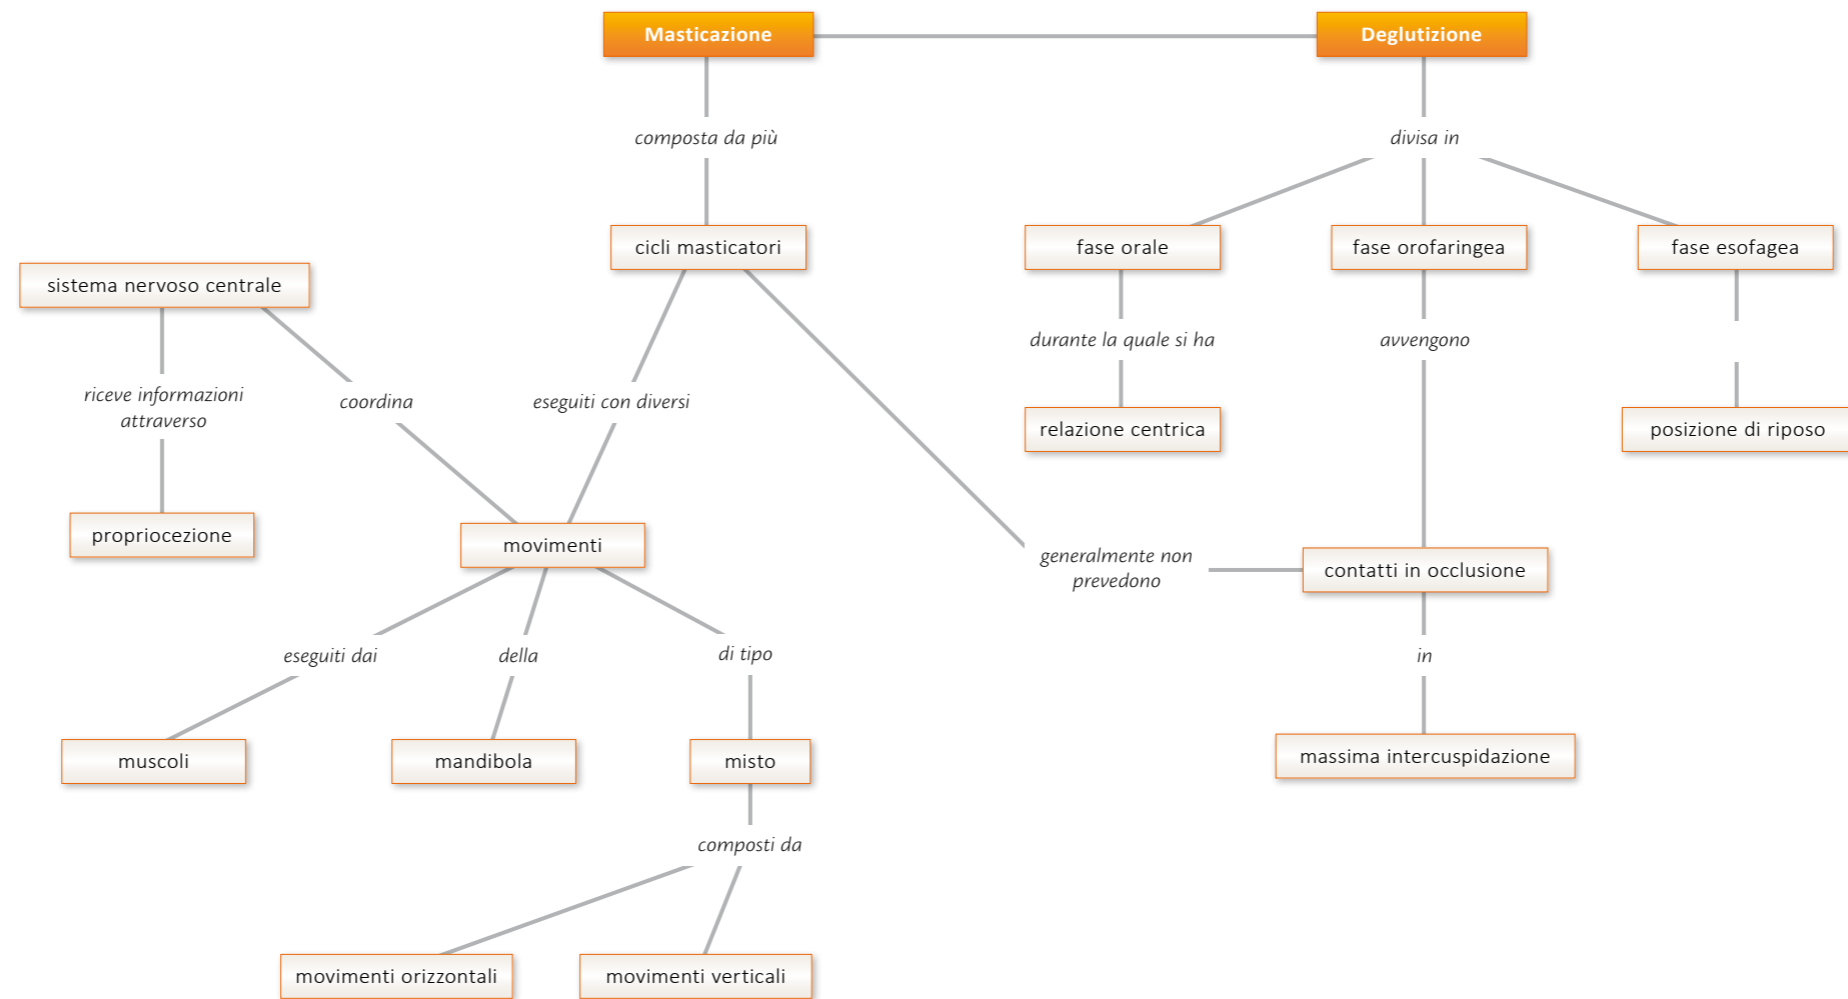 Masticazione
Deglutizione
composta da più
divisa in
cicli masticatori
fase orale
fase orofaringea
fase esofagea
sistema nervoso centrale
durante la quale si ha
avvengono
riceve informazioni
attraverso
coordina
eseguiti con diversi
relazione centrica
posizione di riposo
propriocezione
movimenti
generalmente non
prevedono
contatti in occlusione
eseguiti dai
della
di tipo
in
muscoli
mandibola
misto
massima intercuspidazione
composti da
movimenti orizzontali
movimenti verticali